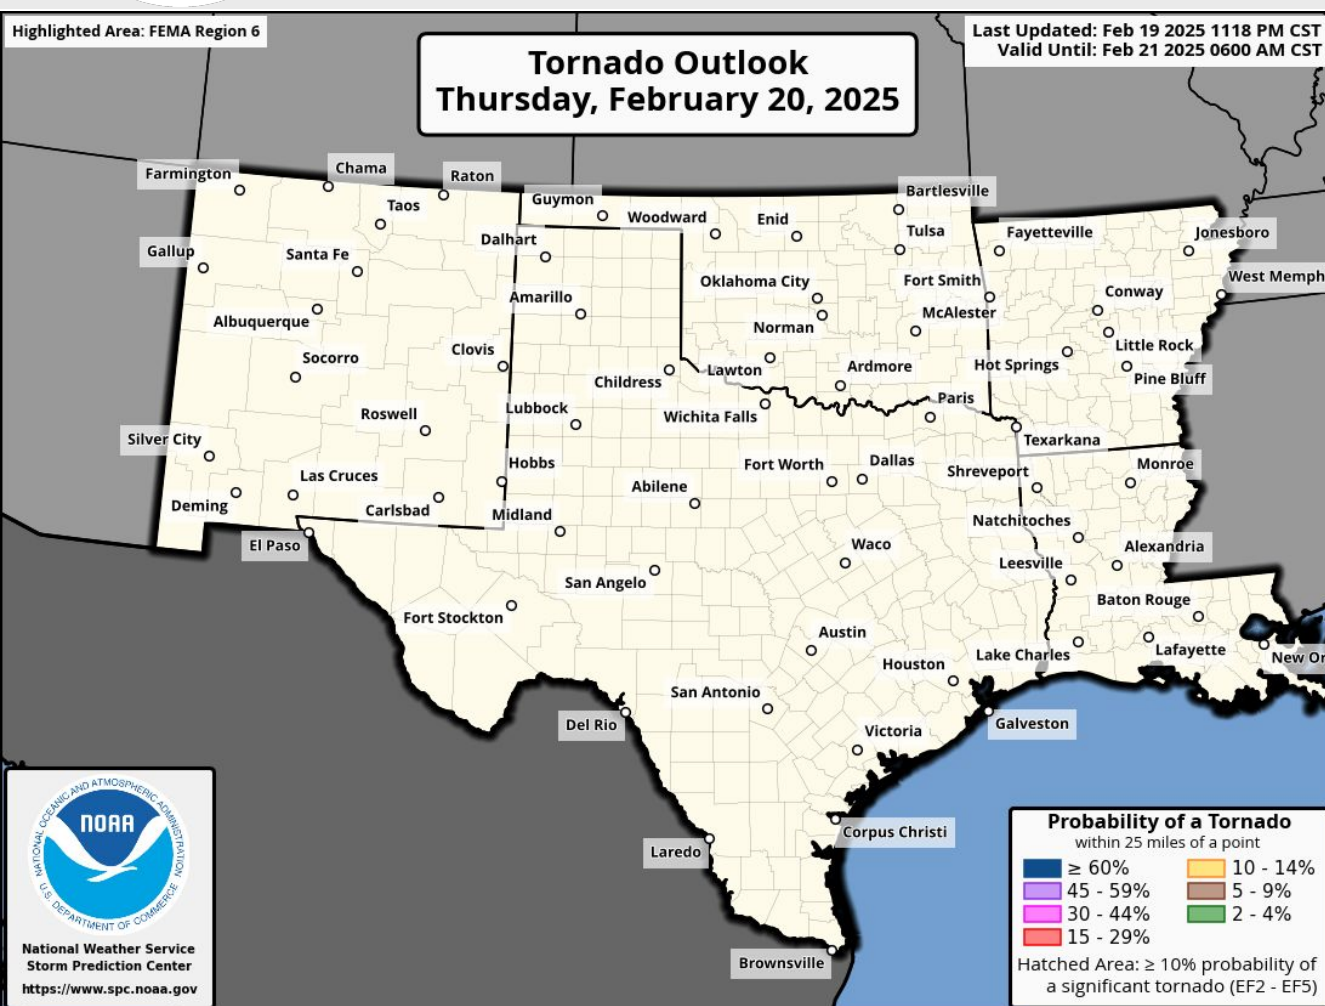 Highlighted Area: FEMA Region 6
Last Updated: Feb 19 2025 1118 PM CST
Valid Until: Feb 21 2025 0600 AM CST
Tornado Outlook
Thursday, February 20, 2025
Farmington
Chama
Raton
Taos
Guymon
Woodward
Enid
Bartlesville
Tulsa
Fayetteville
Jonesboro
Gallup
Santa Fe
Dalhart
Oklahoma City
Fort Smith
Conway
West Memph
Albuquerque
Amarillo
Norman
McAlester
Little Rock
Socorro
Clovis
Childress
Lawton
Ardmore
Hot Springs
Pine Bluff
Roswell
Lubbock
Wichita Falls
Paris
Texarkana
Silver City
Las Cruces
Hobbs
Abilene
Fort Worth
Dallas
Shreveport
Monroe
Deming
Carlsbad
Midland
Natchitoches
El Paso
San Angelo
Waco
Leesville
Alexandria
Fort Stockton
Austin
Baton Rouge
Houston
Lake Charles
Lafayette
New Or
San Antonio
Del Rio
Victoria
Galveston
Corpus Christi
Laredo
Brownsville
NATIONAL OCEANIC AND ATMOSPHERIC ADMINISTRATION
NOAA
U.S. DEPARTMENT OF COMMERCE
National Weather Service
Storm Prediction Center
https://www.spc.noaa.gov
Probability of a Tornado
within 25 miles of a point
≥ 60%
10 - 14%
45 - 59%
5 - 9%
30 - 44%
2 - 4%
15 - 29%
Hatched Area: ≥ 10% probability of
a significant tornado (EF2 - EF5)